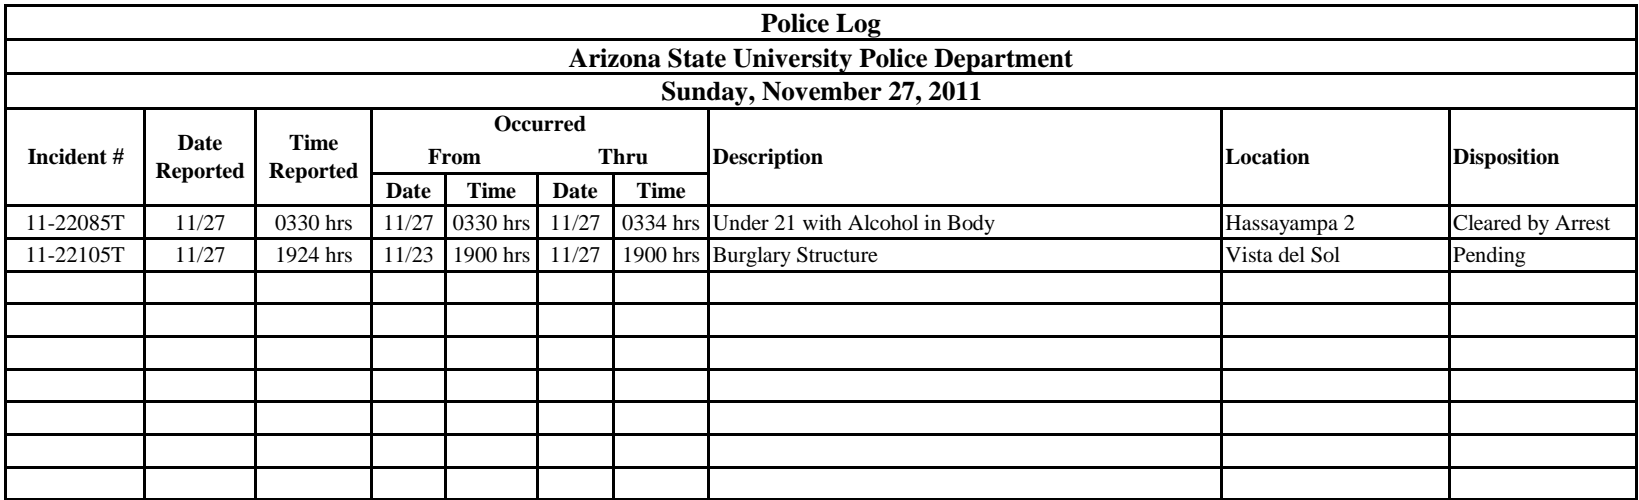 Police Log
Arizona State University Police Department
Sunday, November 27, 2011
Incident # Date Reported Time Reported Occurred Description Location Disposition
From Thru
Date Time Date Time
11-22085T 11/27 0330 hrs 11/27 0330 hrs 11/27 0334 hrs Under 21 with Alcohol in Body Hassayampa 2 Cleared by Arrest
11-22105T 11/27 1924 hrs 11/23 1900 hrs 11/27 1900 hrs Burglary Structure Vista del Sol Pending